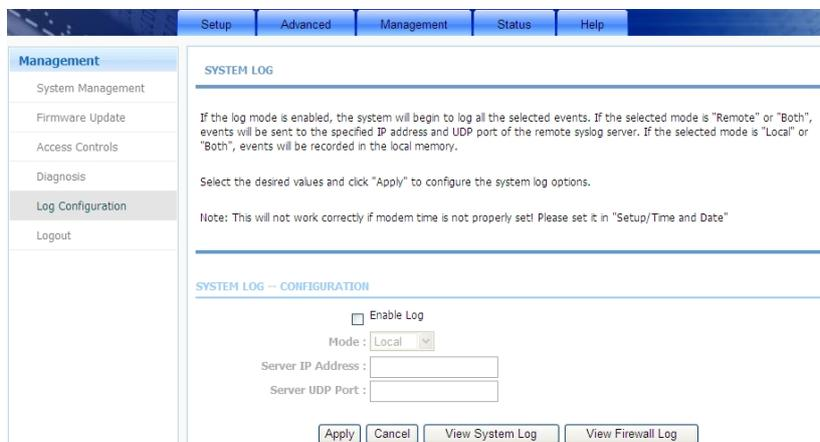 Setup Advanced Management Status Help
Management
System Management
Firmware Update
Access Controls
Diagnosis
Log Configuration
Logout
SYSTEM LOG
If the log mode is enabled, the system will begin to log all the selected events. If the selected mode is "Remote" or "Both",
events will be sent to the specified IP address and UDP port of the remote syslog server. If the selected mode is "Local" or
"Both", events will be recorded in the local memory.
Select the desired values and click "Apply" to configure the system log options.
Note: This will not work correctly if modem time is not properly set! Please set it in "Setup/Time and Date"
SYSTEM LOG -- CONFIGURATION
Enable Log
Mode : Local
Server IP Address :
Server UDP Port :
Apply Cancel View System Log View Firewall Log